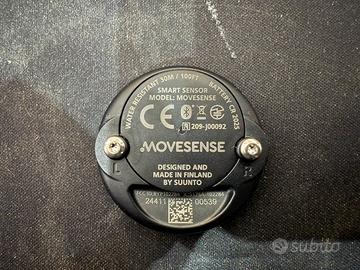 WATER RESISTANT 30M / 100FT
BATTERY CR 2025
SMART SENSOR
MODEL: MOVESENSE
CE
R 209-J00092
MOVESENSE
L R
DESIGNED AND
MADE IN FINLAND
BY SUUNTO
24411 00539
subito